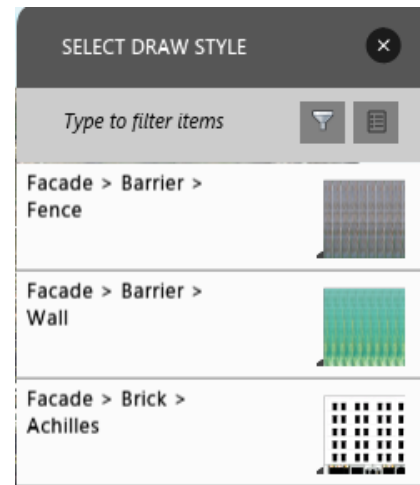 SELECT DRAW STYLE
Type to filter items
Facade > Barrier >
Fence
Facade > Barrier >
Wall
Facade > Brick >
Achilles